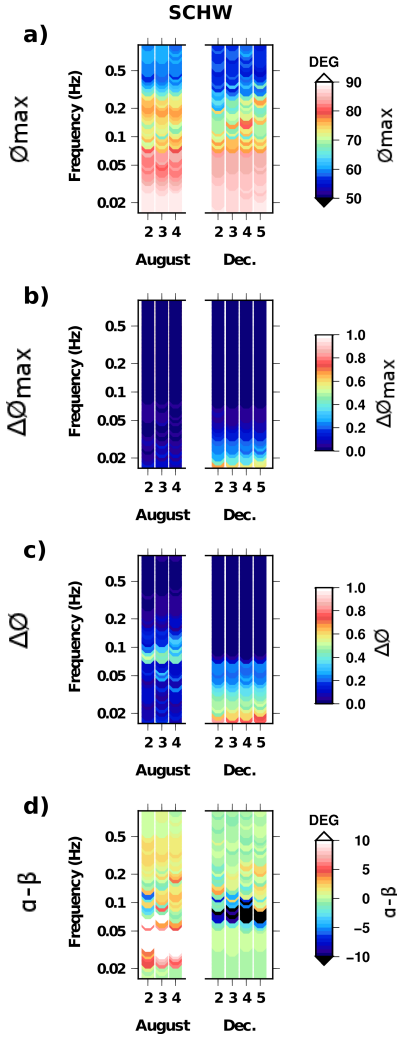 SCHW
a)
Ømax
Frequency (Hz)
0.5
0.2
0.1
0.05
0.02
2 3 4
2 3 4 5
August
Dec.
DEG
90
80
70
60
50
Ømax
b)
ΔØmax
Frequency (Hz)
0.5
0.2
0.1
0.05
0.02
2 3 4
2 3 4 5
August
Dec.
1.0
0.8
0.6
0.4
0.2
0.0
ΔØmax
c)
ΔØ
Frequency (Hz)
0.5
0.2
0.1
0.05
0.02
2 3 4
2 3 4 5
August
Dec.
1.0
0.8
0.6
0.4
0.2
0.0
ΔØ
d)
α-β
Frequency (Hz)
0.5
0.2
0.1
0.05
0.02
2 3 4
2 3 4 5
August
Dec.
DEG
10
5
0
−5
−10
α-β